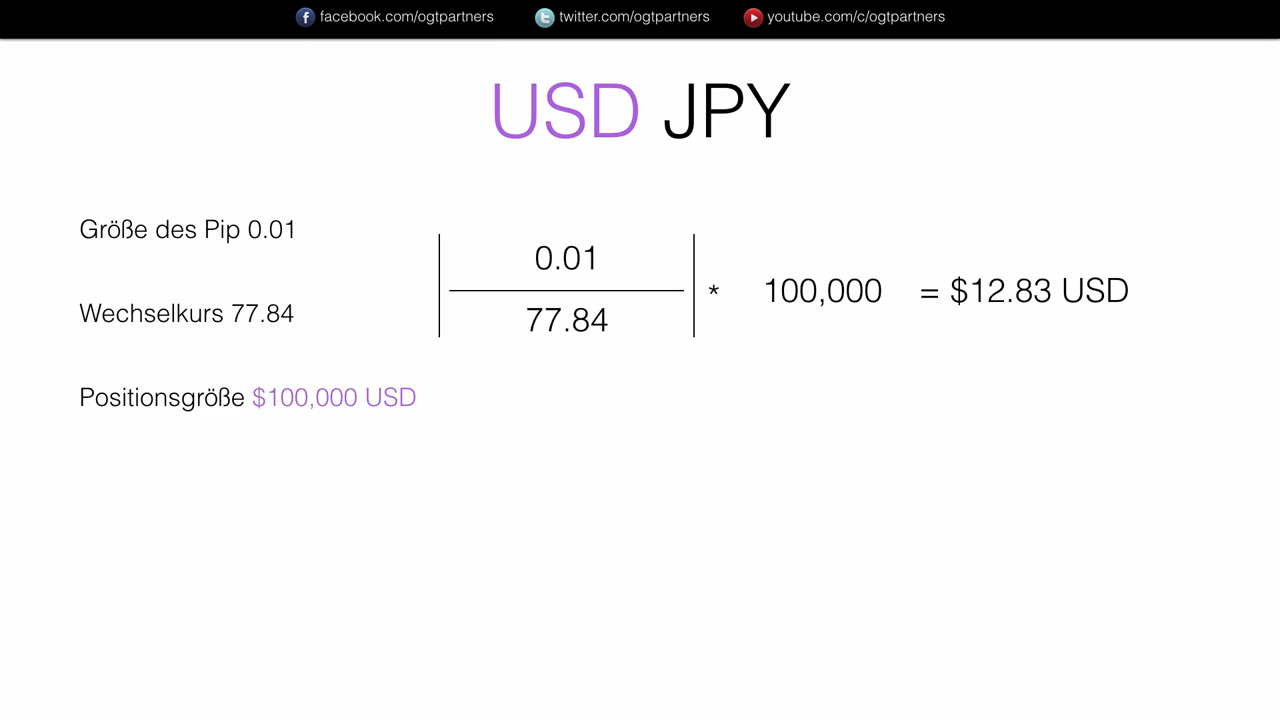 facebook.com/ogtpartners twitter.com/ogtpartners youtube.com/c/ogtpartners
USD JPY
Größe des Pip 0.01
Wechselkurs 77.84
Positionsgröße $100,000 USD
0.01
77.84
* 100,000 = $12.83 USD